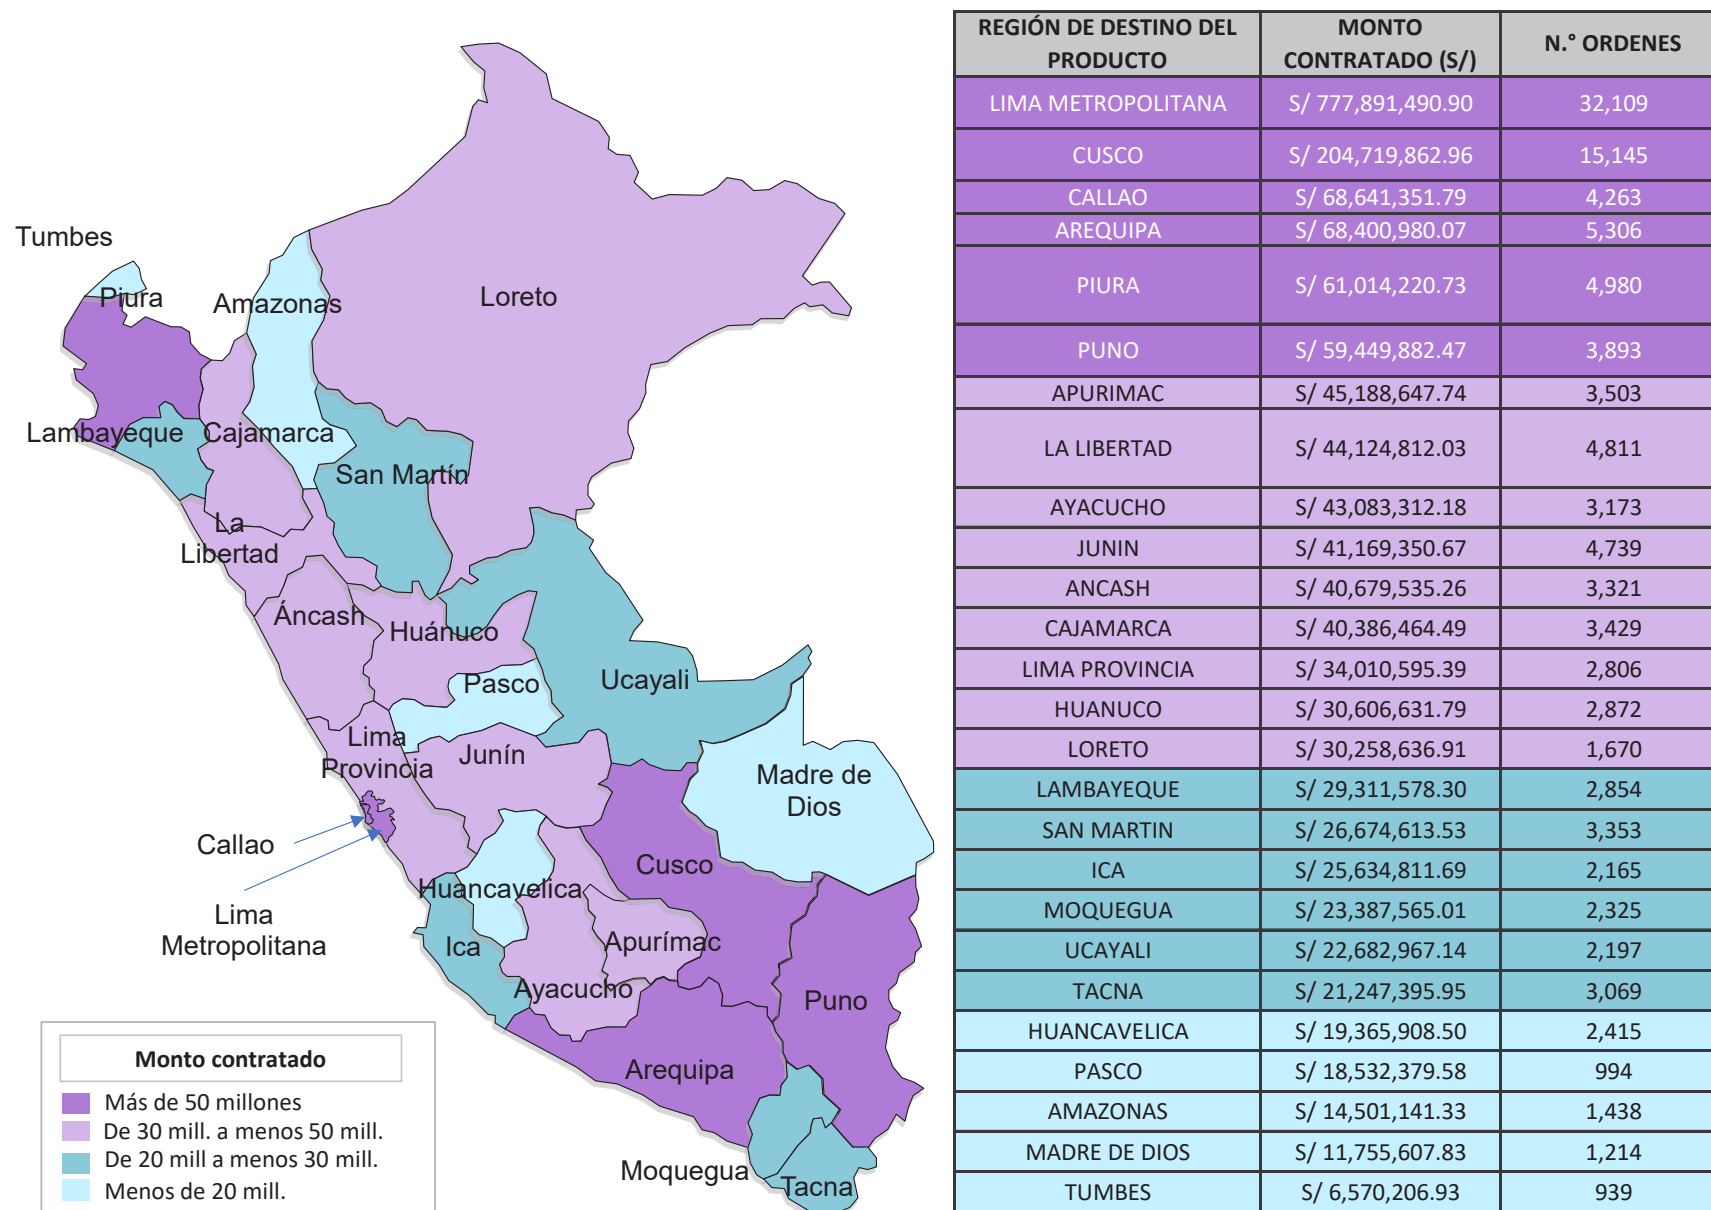 Tumbes
Piura
Amazonas
Loreto
Lambayeque
Cajamarca
San Martín
La
Libertad
Áncash
Huánuco
Pasco
Ucayali
Lima
Provincia
Junín
Madre de
Dios
Callao
Cusco
Huancavelica
Lima
Metropolitana
Ica
Apurímac
Ayacucho
Puno
Arequipa
Moquegua
Tacna
Monto contratado
Más de 50 millones
De 30 mill. a menos 50 mill.
De 20 mill a menos 30 mill.
Menos de 20 mill.
REGIÓN DE DESTINO DEL PRODUCTO MONTO CONTRATADO (S/) N.° ORDENES
LIMA METROPOLITANA S/ 777,891,490.90 32,109
CUSCO S/ 204,719,862.96 15,145
CALLAO S/ 68,641,351.79 4,263
AREQUIPA S/ 68,400,980.07 5,306
PIURA S/ 61,014,220.73 4,980
PUNO S/ 59,449,882.47 3,893
APURIMAC S/ 45,188,647.74 3,503
LA LIBERTAD S/ 44,124,812.03 4,811
AYACUCHO S/ 43,083,312.18 3,173
JUNIN S/ 41,169,350.67 4,739
ANCASH S/ 40,679,535.26 3,321
CAJAMARCA S/ 40,386,464.49 3,429
LIMA PROVINCIA S/ 34,010,595.39 2,806
HUANUCO S/ 30,606,631.79 2,872
LORETO S/ 30,258,636.91 1,670
LAMBAYEQUE S/ 29,311,578.30 2,854
SAN MARTIN S/ 26,674,613.53 3,353
ICA S/ 25,634,811.69 2,165
MOQUEGUA S/ 23,387,565.01 2,325
UCAYALI S/ 22,682,967.14 2,197
TACNA S/ 21,247,395.95 3,069
HUANCAVELICA S/ 19,365,908.50 2,415
PASCO S/ 18,532,379.58 994
AMAZONAS S/ 14,501,141.33 1,438
MADRE DE DIOS S/ 11,755,607.83 1,214
TUMBES S/ 6,570,206.93 939